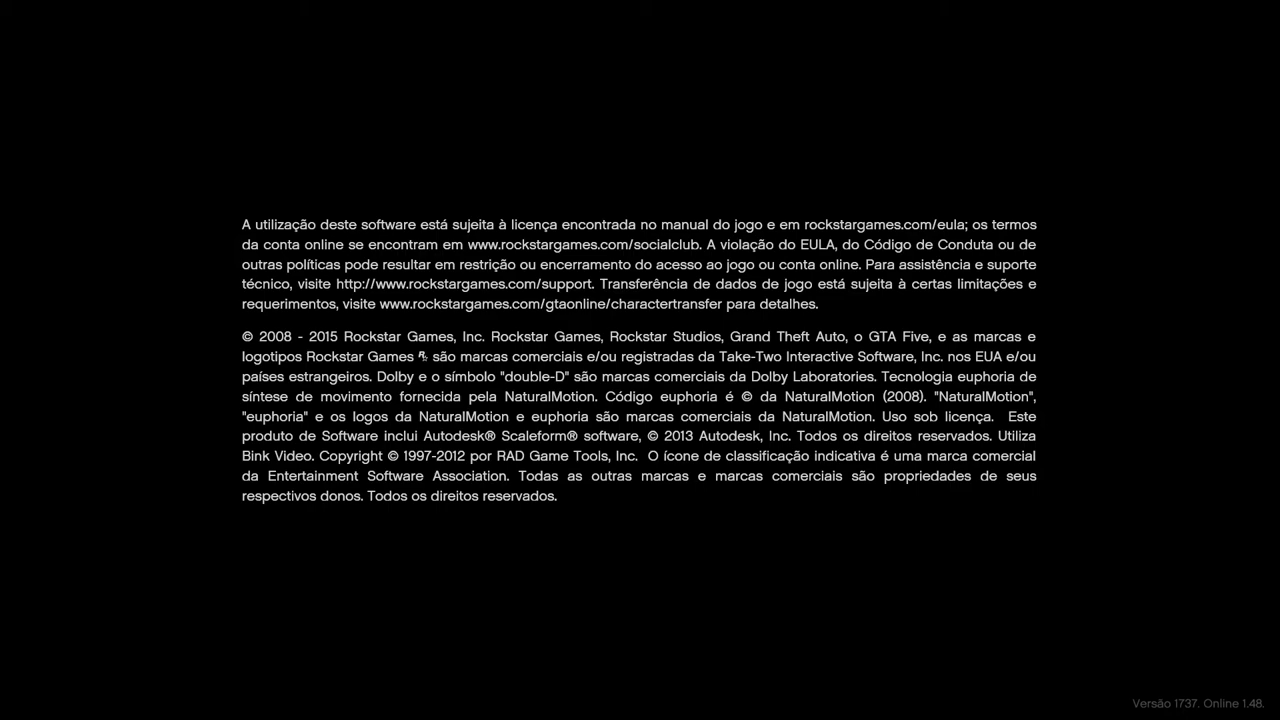 A utilização deste software está sujeita à licença encontrada no manual do jogo e em rockstargames.com/eula; os termos
da conta online se encontram em www.rockstargames.com/socialclub. A violação do EULA, do Código de Conduta ou de
outras políticas pode resultar em restrição ou encerramento do acesso ao jogo ou conta online. Para assistência e suporte
técnico, visite http://www.rockstargames.com/support. Transferência de dados de jogo está sujeita à certas limitações e
requerimentos, visite www.rockstargames.com/gtaonline/charactertransfer para detalhes.
© 2008 - 2015 Rockstar Games, Inc. Rockstar Games, Rockstar Studios, Grand Theft Auto, o GTA Five, e as marcas e
logotipos Rockstar Games R* são marcas comerciais e/ou registradas da Take-Two Interactive Software, Inc. nos EUA e/ou
países estrangeiros. Dolby e o símbolo "double-D" são marcas comerciais da Dolby Laboratories. Tecnologia euphoria de
síntese de movimento fornecida pela NaturalMotion. Código euphoria é © da NaturalMotion (2008). "NaturalMotion",
"euphoria" e os logos da NaturalMotion e euphoria são marcas comerciais da NaturalMotion. Uso sob licença. Este
produto de Software inclui Autodesk® Scaleform® software, © 2013 Autodesk, Inc. Todos os direitos reservados. Utiliza
Bink Video. Copyright © 1997-2012 por RAD Game Tools, Inc. O ícone de classificação indicativa é uma marca comercial
da Entertainment Software Association. Todas as outras marcas e marcas comerciais são propriedades de seus
respectivos donos. Todos os direitos reservados.
Versão 1737. Online 1.48.